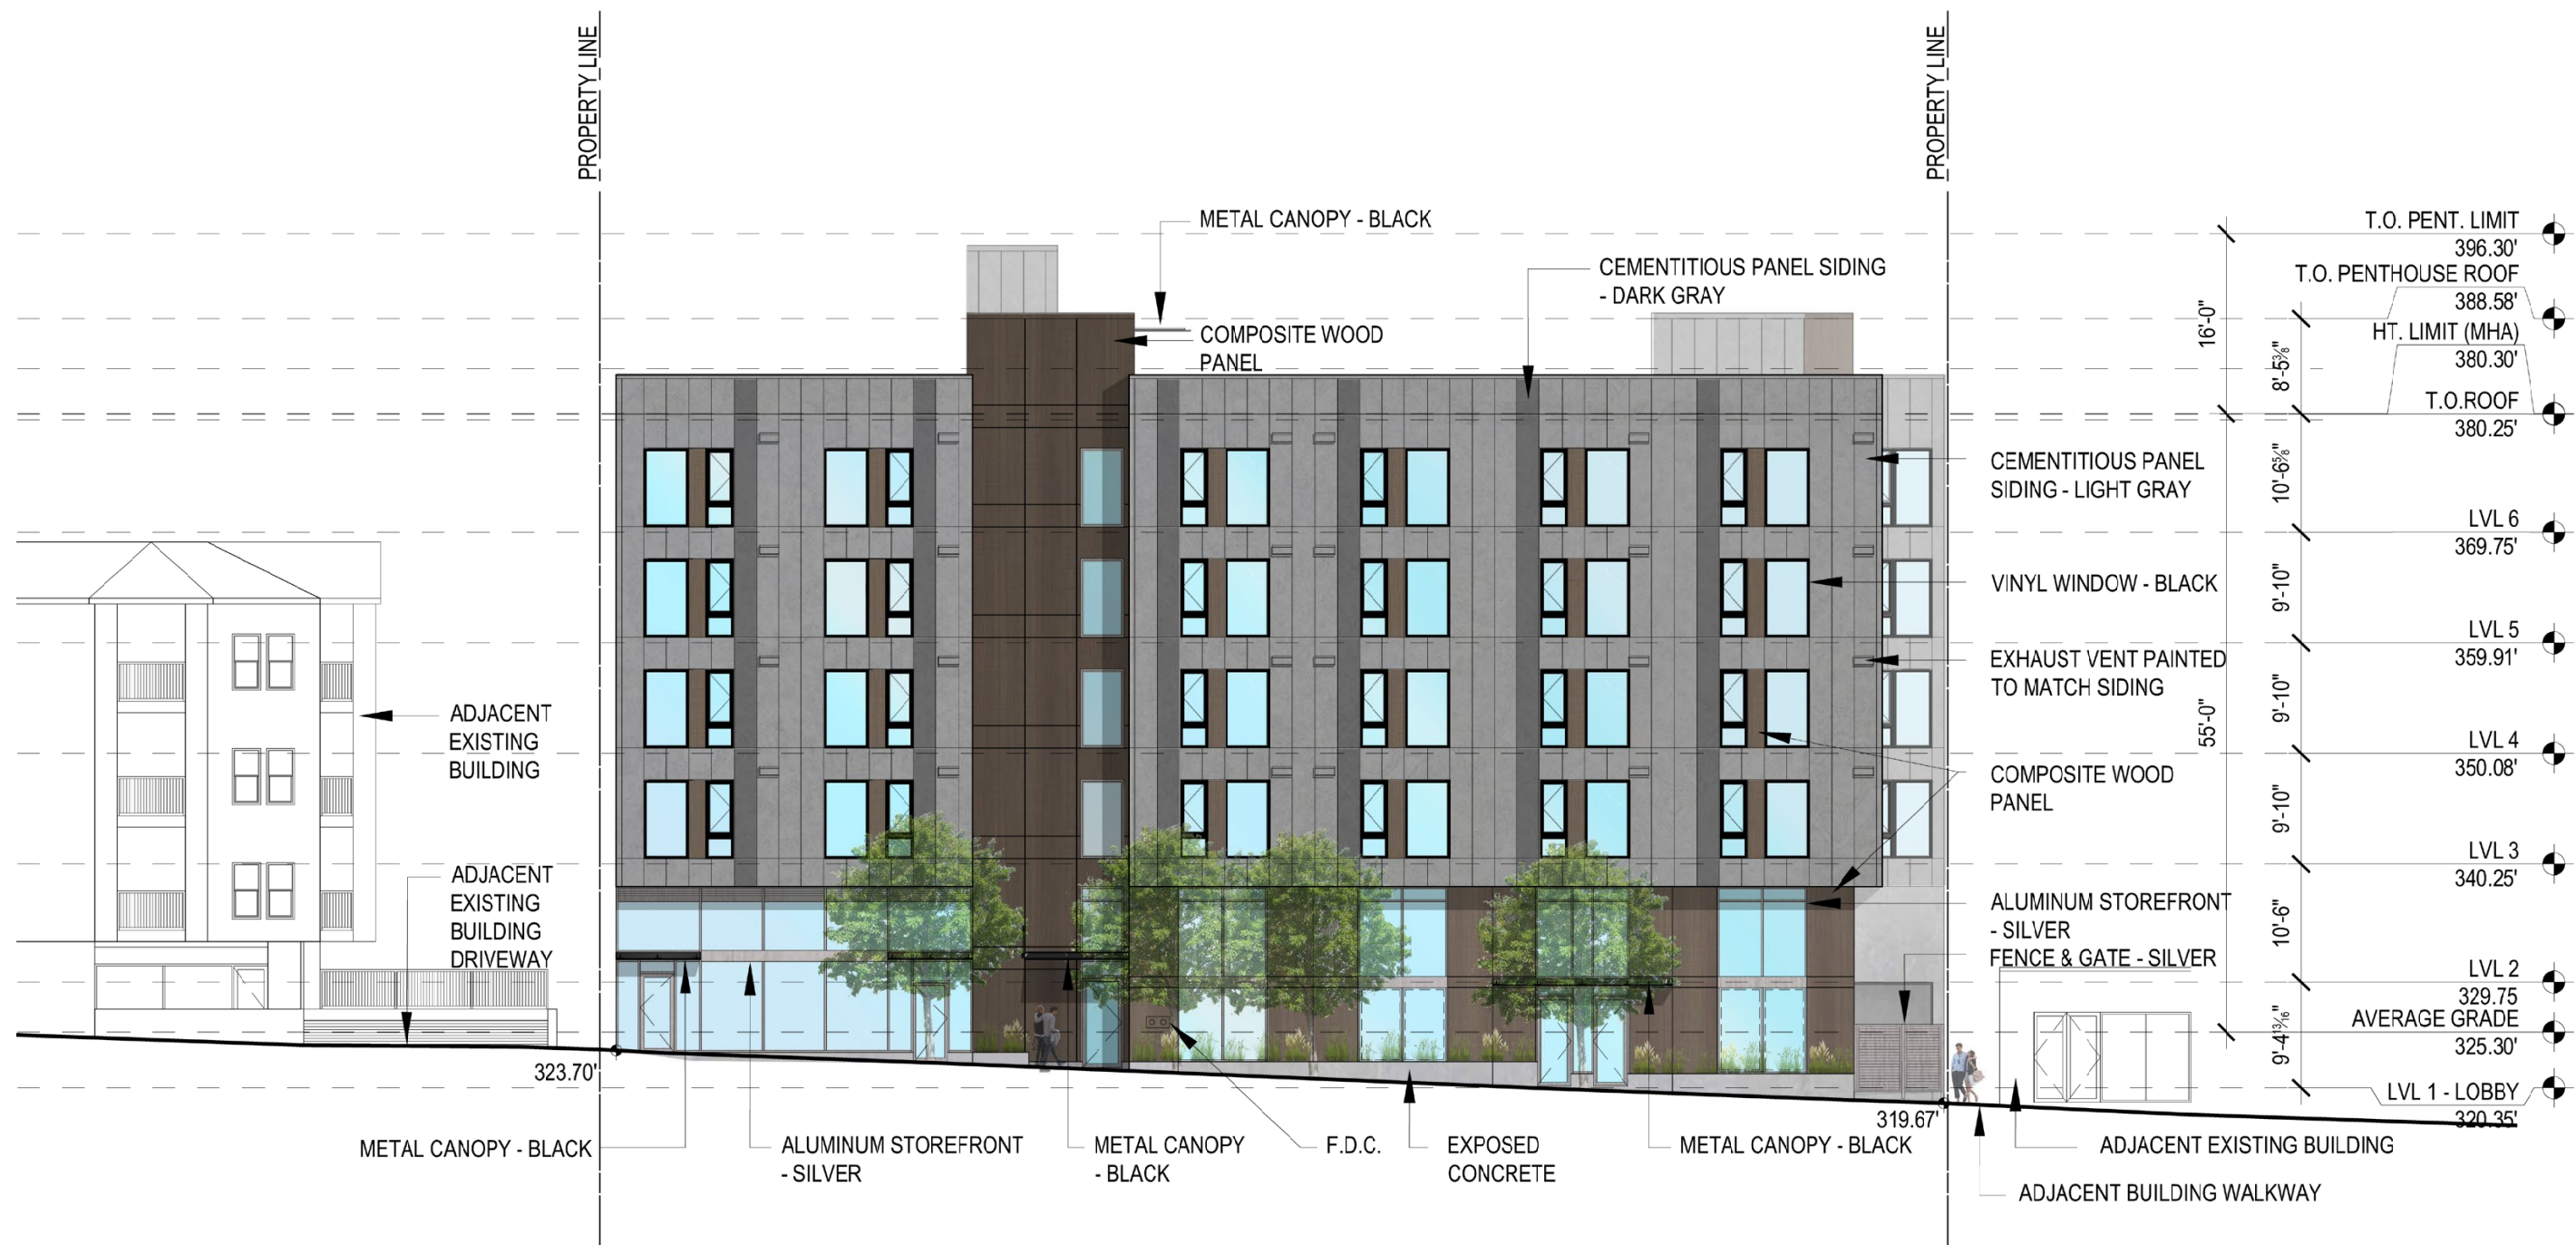 PROPERTY LINE
PROPERTY LINE
METAL CANOPY - BLACK
CEMENTITIOUS PANEL SIDING
- DARK GRAY
COMPOSITE WOOD
PANEL
T.O. PENT. LIMIT
396.30'
T.O. PENTHOUSE ROOF
388.58'
HT. LIMIT (MHA)
380.30'
T.O.ROOF
380.25'
16'-0"
8'-5⅜"
10'-6⅝"
CEMENTITIOUS PANEL
SIDING - LIGHT GRAY
LVL 6
369.75'
9'-10"
VINYL WINDOW - BLACK
LVL 5
359.91'
EXHAUST VENT PAINTED
TO MATCH SIDING
9'-10"
55'-0"
LVL 4
350.08'
ADJACENT
EXISTING
BUILDING
COMPOSITE WOOD
PANEL
9'-10"
LVL 3
340.25'
ADJACENT
EXISTING
BUILDING
DRIVEWAY
ALUMINUM STOREFRONT
- SILVER
FENCE & GATE - SILVER
10'-6"
LVL 2
329.75
AVERAGE GRADE
325.30'
9'-4 13/16"
LVL 1 - LOBBY
320.35'
323.70'
319.67'
METAL CANOPY - BLACK
ALUMINUM STOREFRONT
- SILVER
METAL CANOPY
- BLACK
F.D.C.
EXPOSED
CONCRETE
METAL CANOPY - BLACK
ADJACENT EXISTING BUILDING
ADJACENT BUILDING WALKWAY